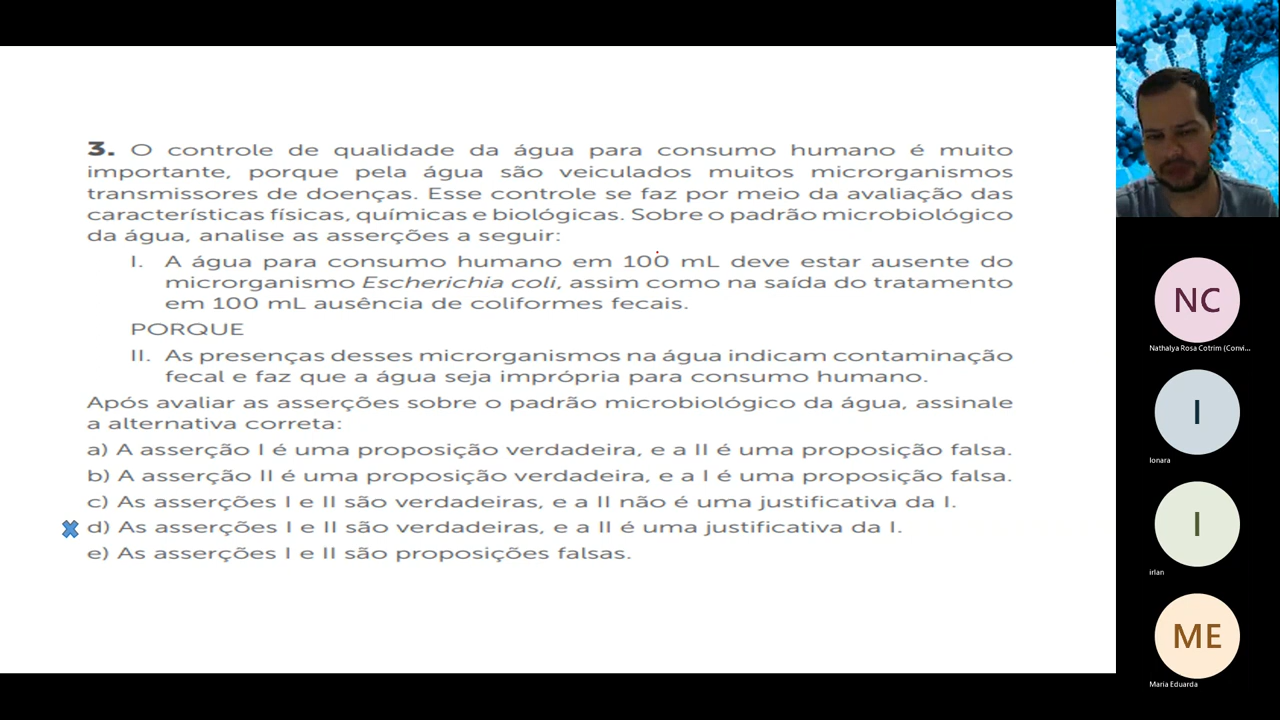 3. O controle de qualidade da água para consumo humano é muito
importante, porque pela água são veiculados muitos microrganismos
transmissores de doenças. Esse controle se faz por meio da avaliação das
características físicas, químicas e biológicas. Sobre o padrão microbiológico
da água, analise as asserções a seguir:
I. A água para consumo humano em 100 mL deve estar ausente do
microrganismo Escherichia coli, assim como na saída do tratamento
em 100 mL ausência de coliformes fecais.
PORQUE
II. As presenças desses microrganismos na água indicam contaminação
fecal e faz que a água seja imprópria para consumo humano.
Após avaliar as asserções sobre o padrão microbiológico da água, assinale
a alternativa correta:
a) A asserção I é uma proposição verdadeira, e a II é uma proposição falsa.
b) A asserção II é uma proposição verdadeira, e a I é uma proposição falsa.
c) As asserções I e II são verdadeiras, e a II não é uma justificativa da I.
d) As asserções I e II são verdadeiras, e a II é uma justificativa da I.
e) As asserções I e II são proposições falsas.
NC
Nathalya Rosa Cotrim (Convi...
I
Ionara
I
irlan
ME
Maria Eduarda